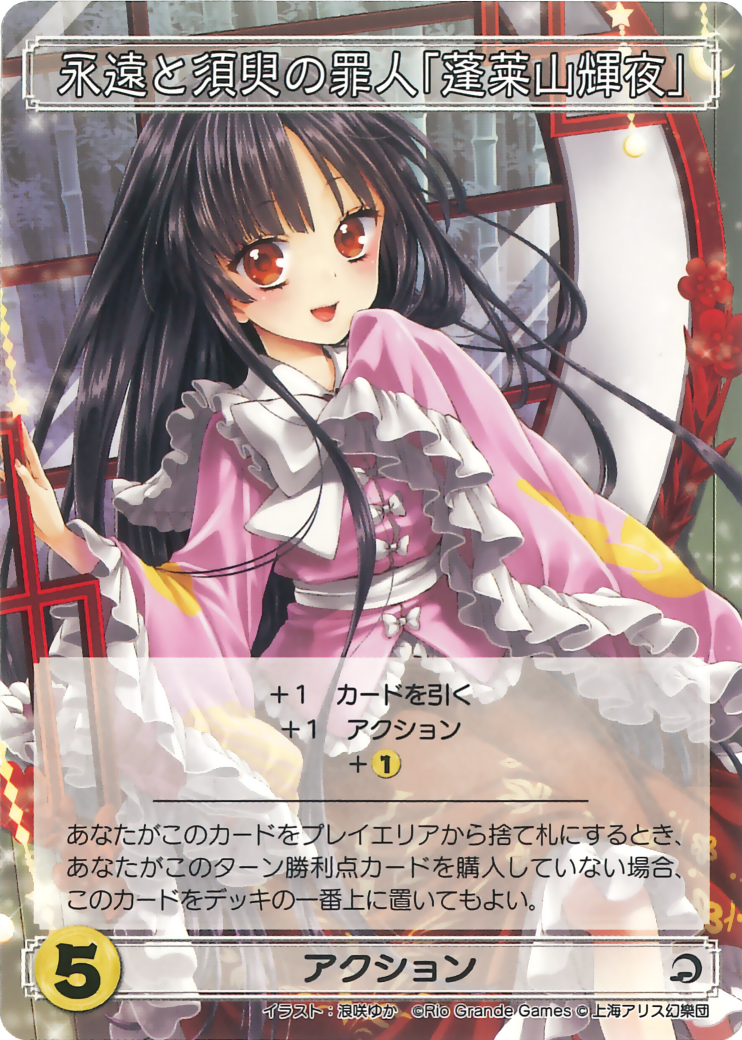 永遠と須臾の罪人「蓬莱山輝夜」
＋1　カードを引く
＋1　アクション
＋1
あなたがこのカードをプレイエリアから捨て札にするとき、
あなたがこのターン勝利点カードを購入していない場合、
このカードをデッキの一番上に置いてもよい。
5 アクション
イラスト：浪咲ゆか　©Rio Grande Games © 上海アリス幻樂団